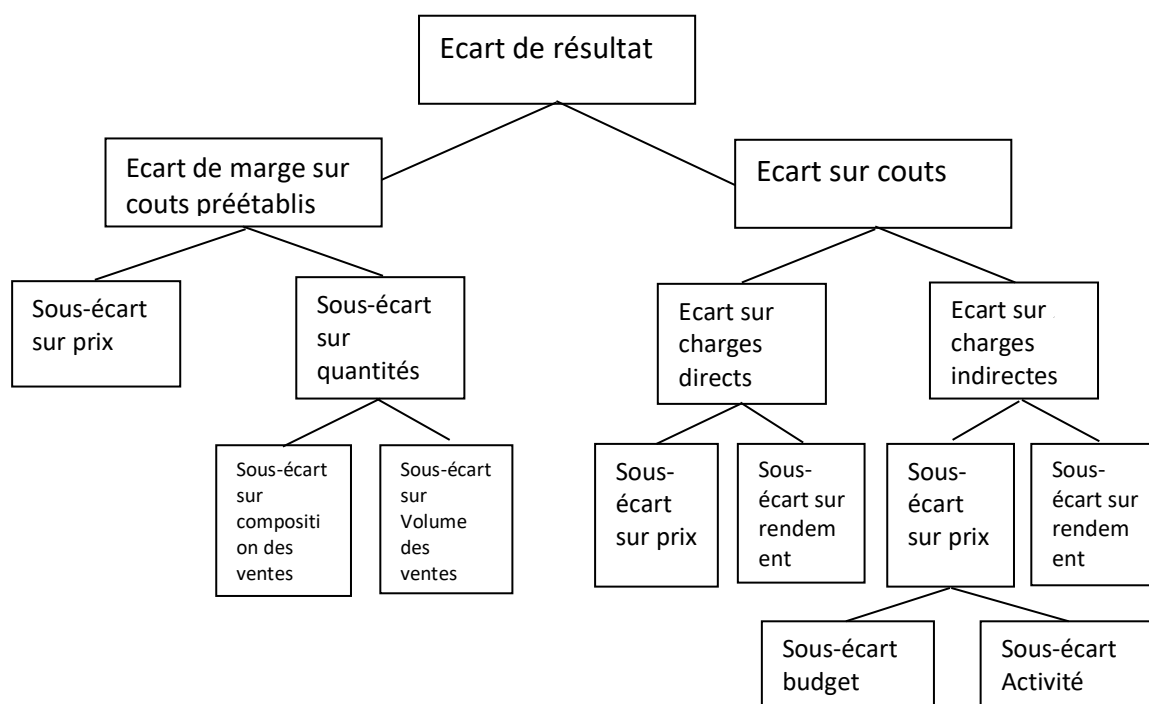 Ecart de résultat
Ecart de marge sur
couts préétablis
Ecart sur couts
Sous-écart
sur prix
Sous-écart
sur
quantités
Ecart sur
charges
directs
Ecart sur
charges
indirectes
Sous-écart
sur
compositi
on des
ventes
Sous-écart
sur
Volume
des
ventes
Sous-
écart
sur prix
Sous-
écart sur
rendem
ent
Sous-
écart
sur prix
Sous-
écart sur
rendem
ent
Sous-écart
budget
Sous-écart
Activité